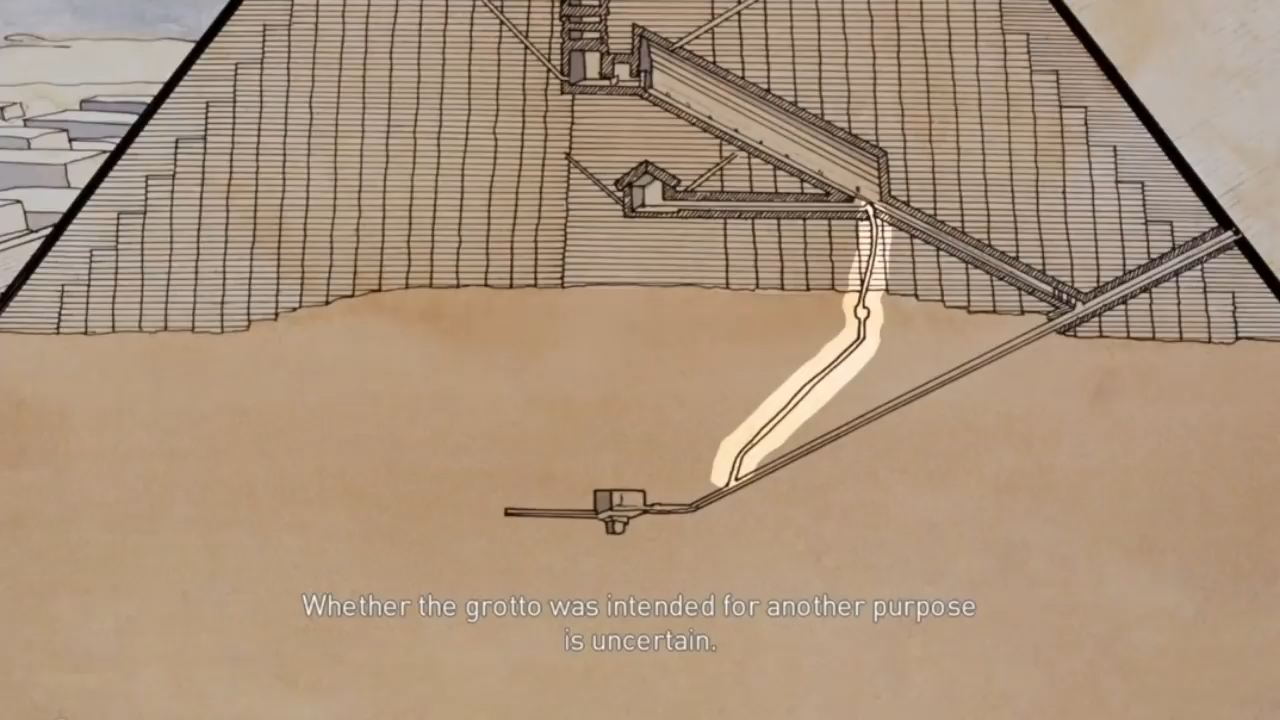 Whether the grotto was intended for another purpose
is uncertain.